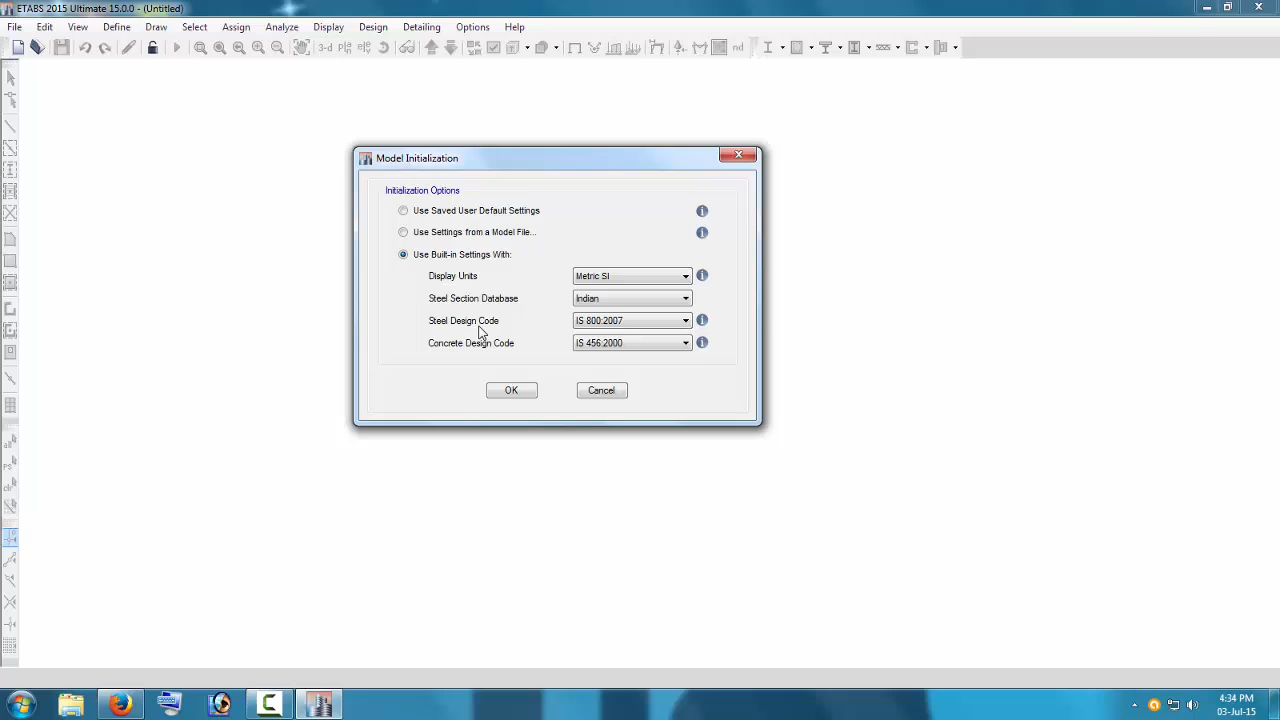 ETABS 2015 Ultimate 15.0.0 - (Untitled)
File Edit View Define Draw Select Assign Analyze Display Design Detailing Options Help
3-d
nd
Model Initialization
Initialization Options
Use Saved User Default Settings
Use Settings from a Model File...
Use Built-in Settings With:
Display Units Metric SI
Steel Section Database Indian
Steel Design Code IS 800:2007
Concrete Design Code IS 456:2000
OK Cancel
4:34 PM
03-Jul-15